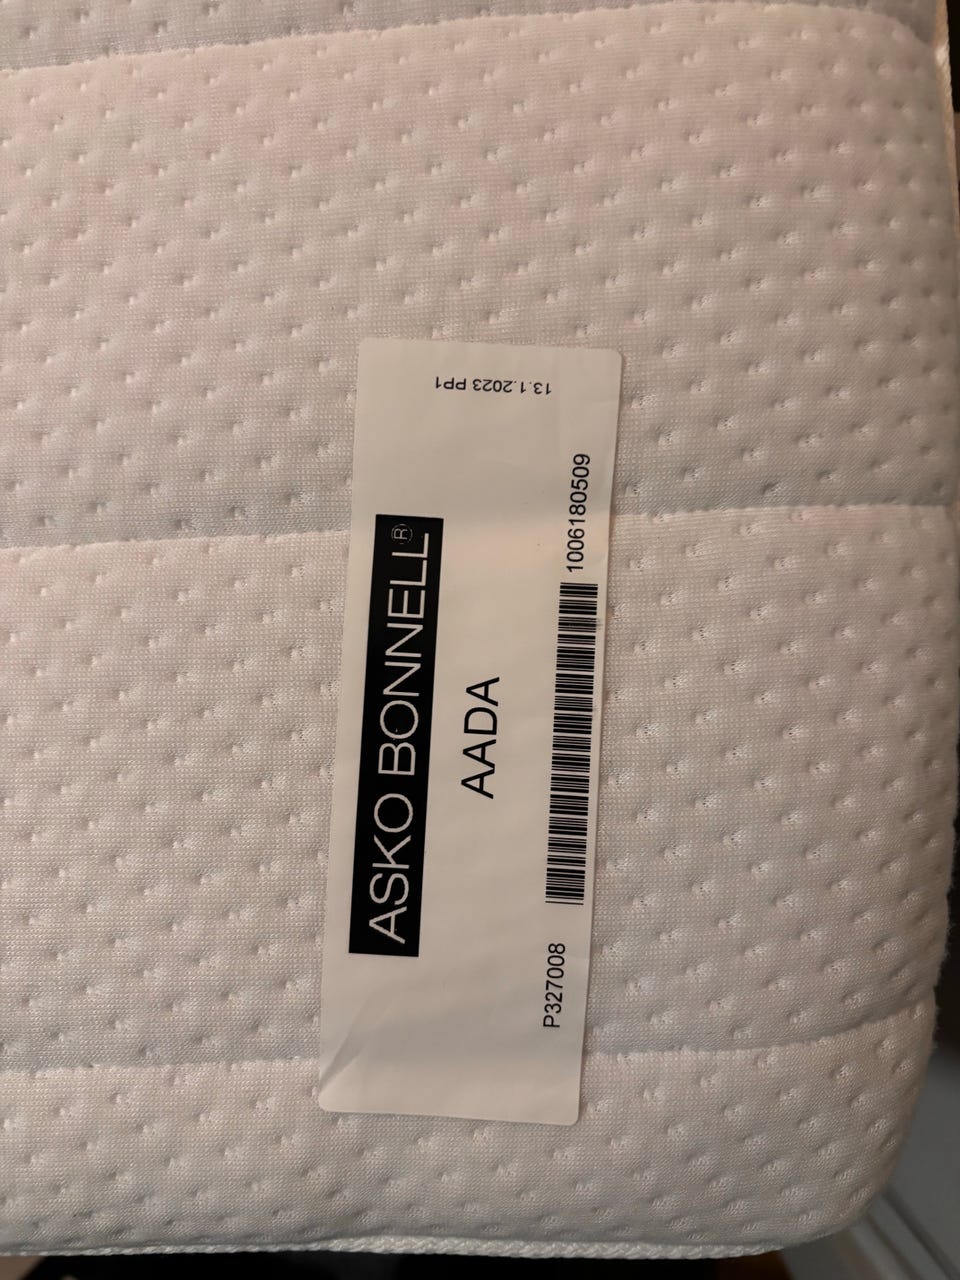 ASKO BONNELL®
AADA
P327008 1006180509
13.1.2023 PP1